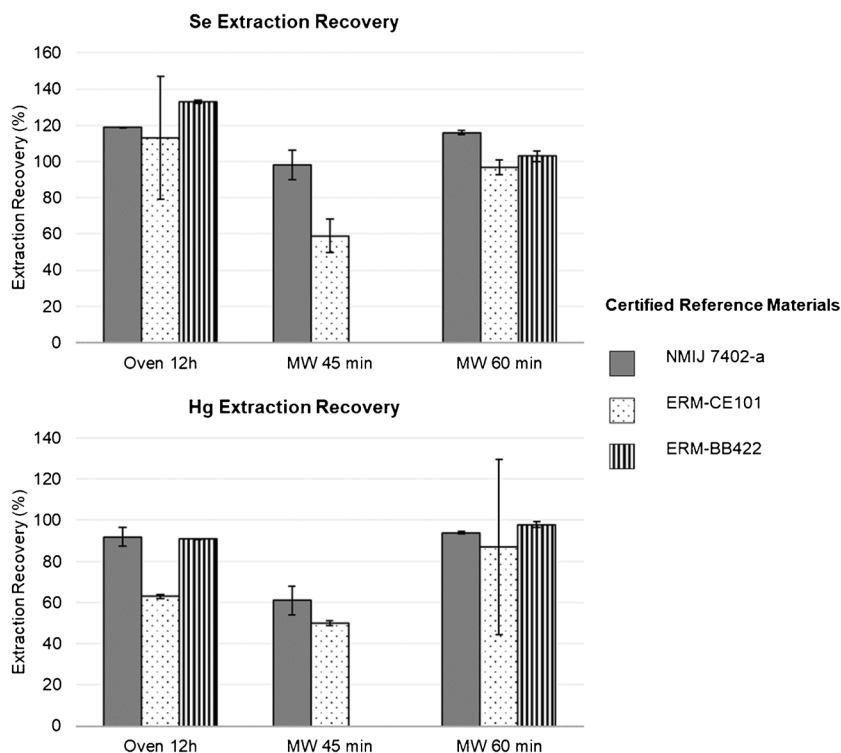 Se Extraction Recovery
Extraction Recovery (%)
160
140
120
100
80
60
40
20
0
Oven 12h MW 45 min MW 60 min
Certified Reference Materials
NMIJ 7402-a
ERM-CE101
ERM-BB422
Hg Extraction Recovery
Extraction Recovery (%)
140
120
100
80
60
40
20
0
Oven 12h MW 45 min MW 60 min